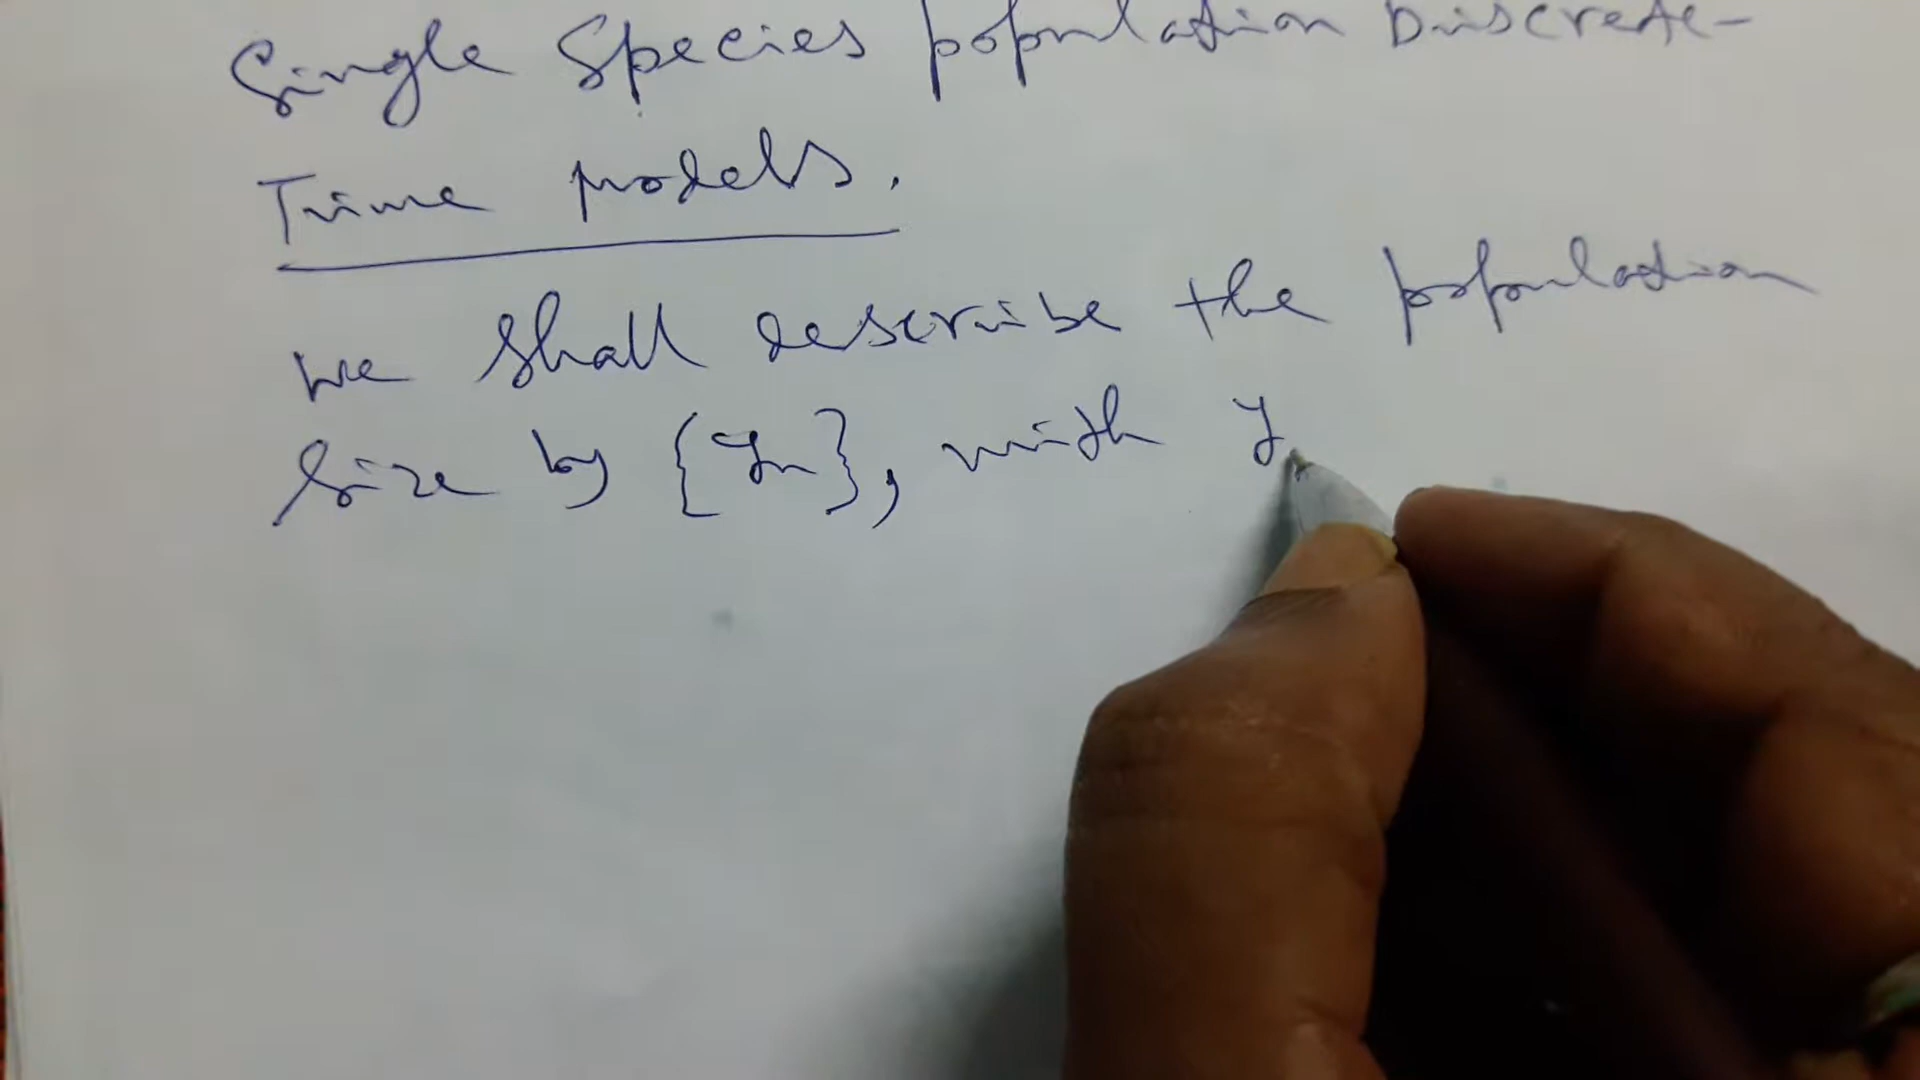 Single Species population Discrete-
Time models.
we shall describe the population
size by {yn}, with y